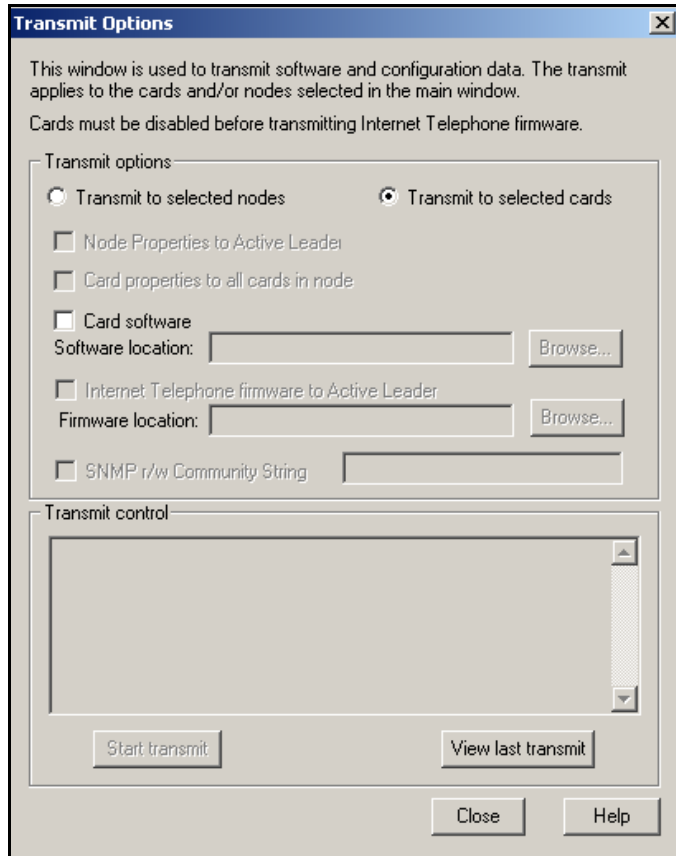 Transmit Options
This window is used to transmit software and configuration data. The transmit
applies to the cards and/or nodes selected in the main window.
Cards must be disabled before transmitting Internet Telephone firmware.
Transmit options
Transmit to selected nodes
Transmit to selected cards
Node Properties to Active Leader
Card properties to all cards in node
Card software
Software location:
Browse...
Internet Telephone firmware to Active Leader
Firmware location:
Browse...
SNMP r/w Community String
Transmit control
Start transmit
View last transmit
Close
Help